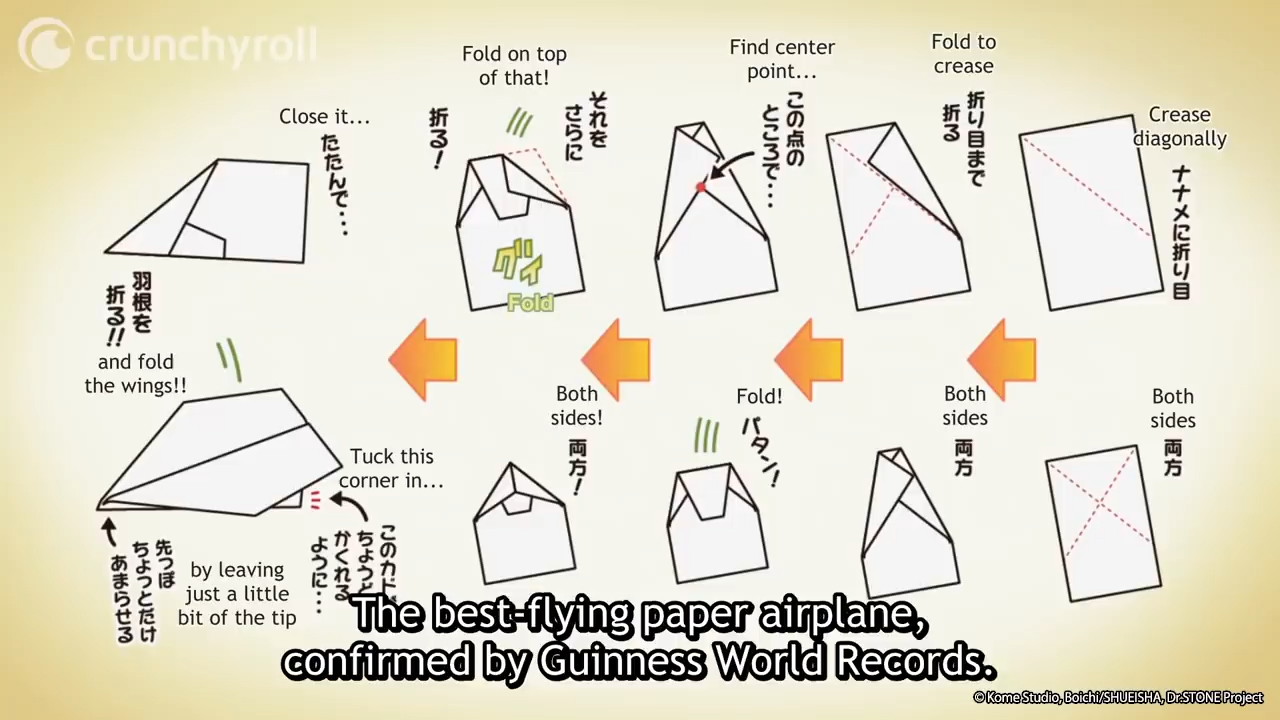 crunchyroll
Crease
diagonally
ナナメに折り目
Both
sides
両方
Fold to
crease
折り目まで
折る
Both
sides
両方
Find center
point...
この点の
ところで…
Fold!
パタン!
Fold on top
of that!
それを
さらに
折る!
グイ
Fold
Both
sides!
両方!
Close it...
たたんで…
羽根を
折る!!
and fold
the wings!!
Tuck this
corner in...
このカドが
ちょうど
かくれる
ように…
by leaving
just a little
bit of the tip
先っぽ
ちょっとだけ
あまらせる
The best-flying paper airplane,
confirmed by Guinness World Records.
©Kome Studio, Boichi/SHUEISHA, Dr.STONE Project